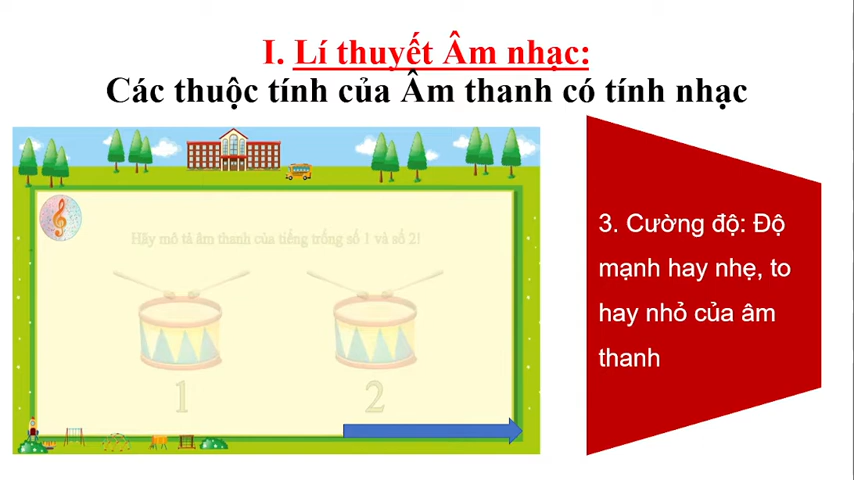 I. Lí thuyết Âm nhạc:
Các thuộc tính của Âm thanh có tính nhạc
Hãy mô tả âm thanh của tiếng trống số 1 và số 2!
1
2
3. Cường độ: Độ
mạnh hay nhẹ, to
hay nhỏ của âm
thanh